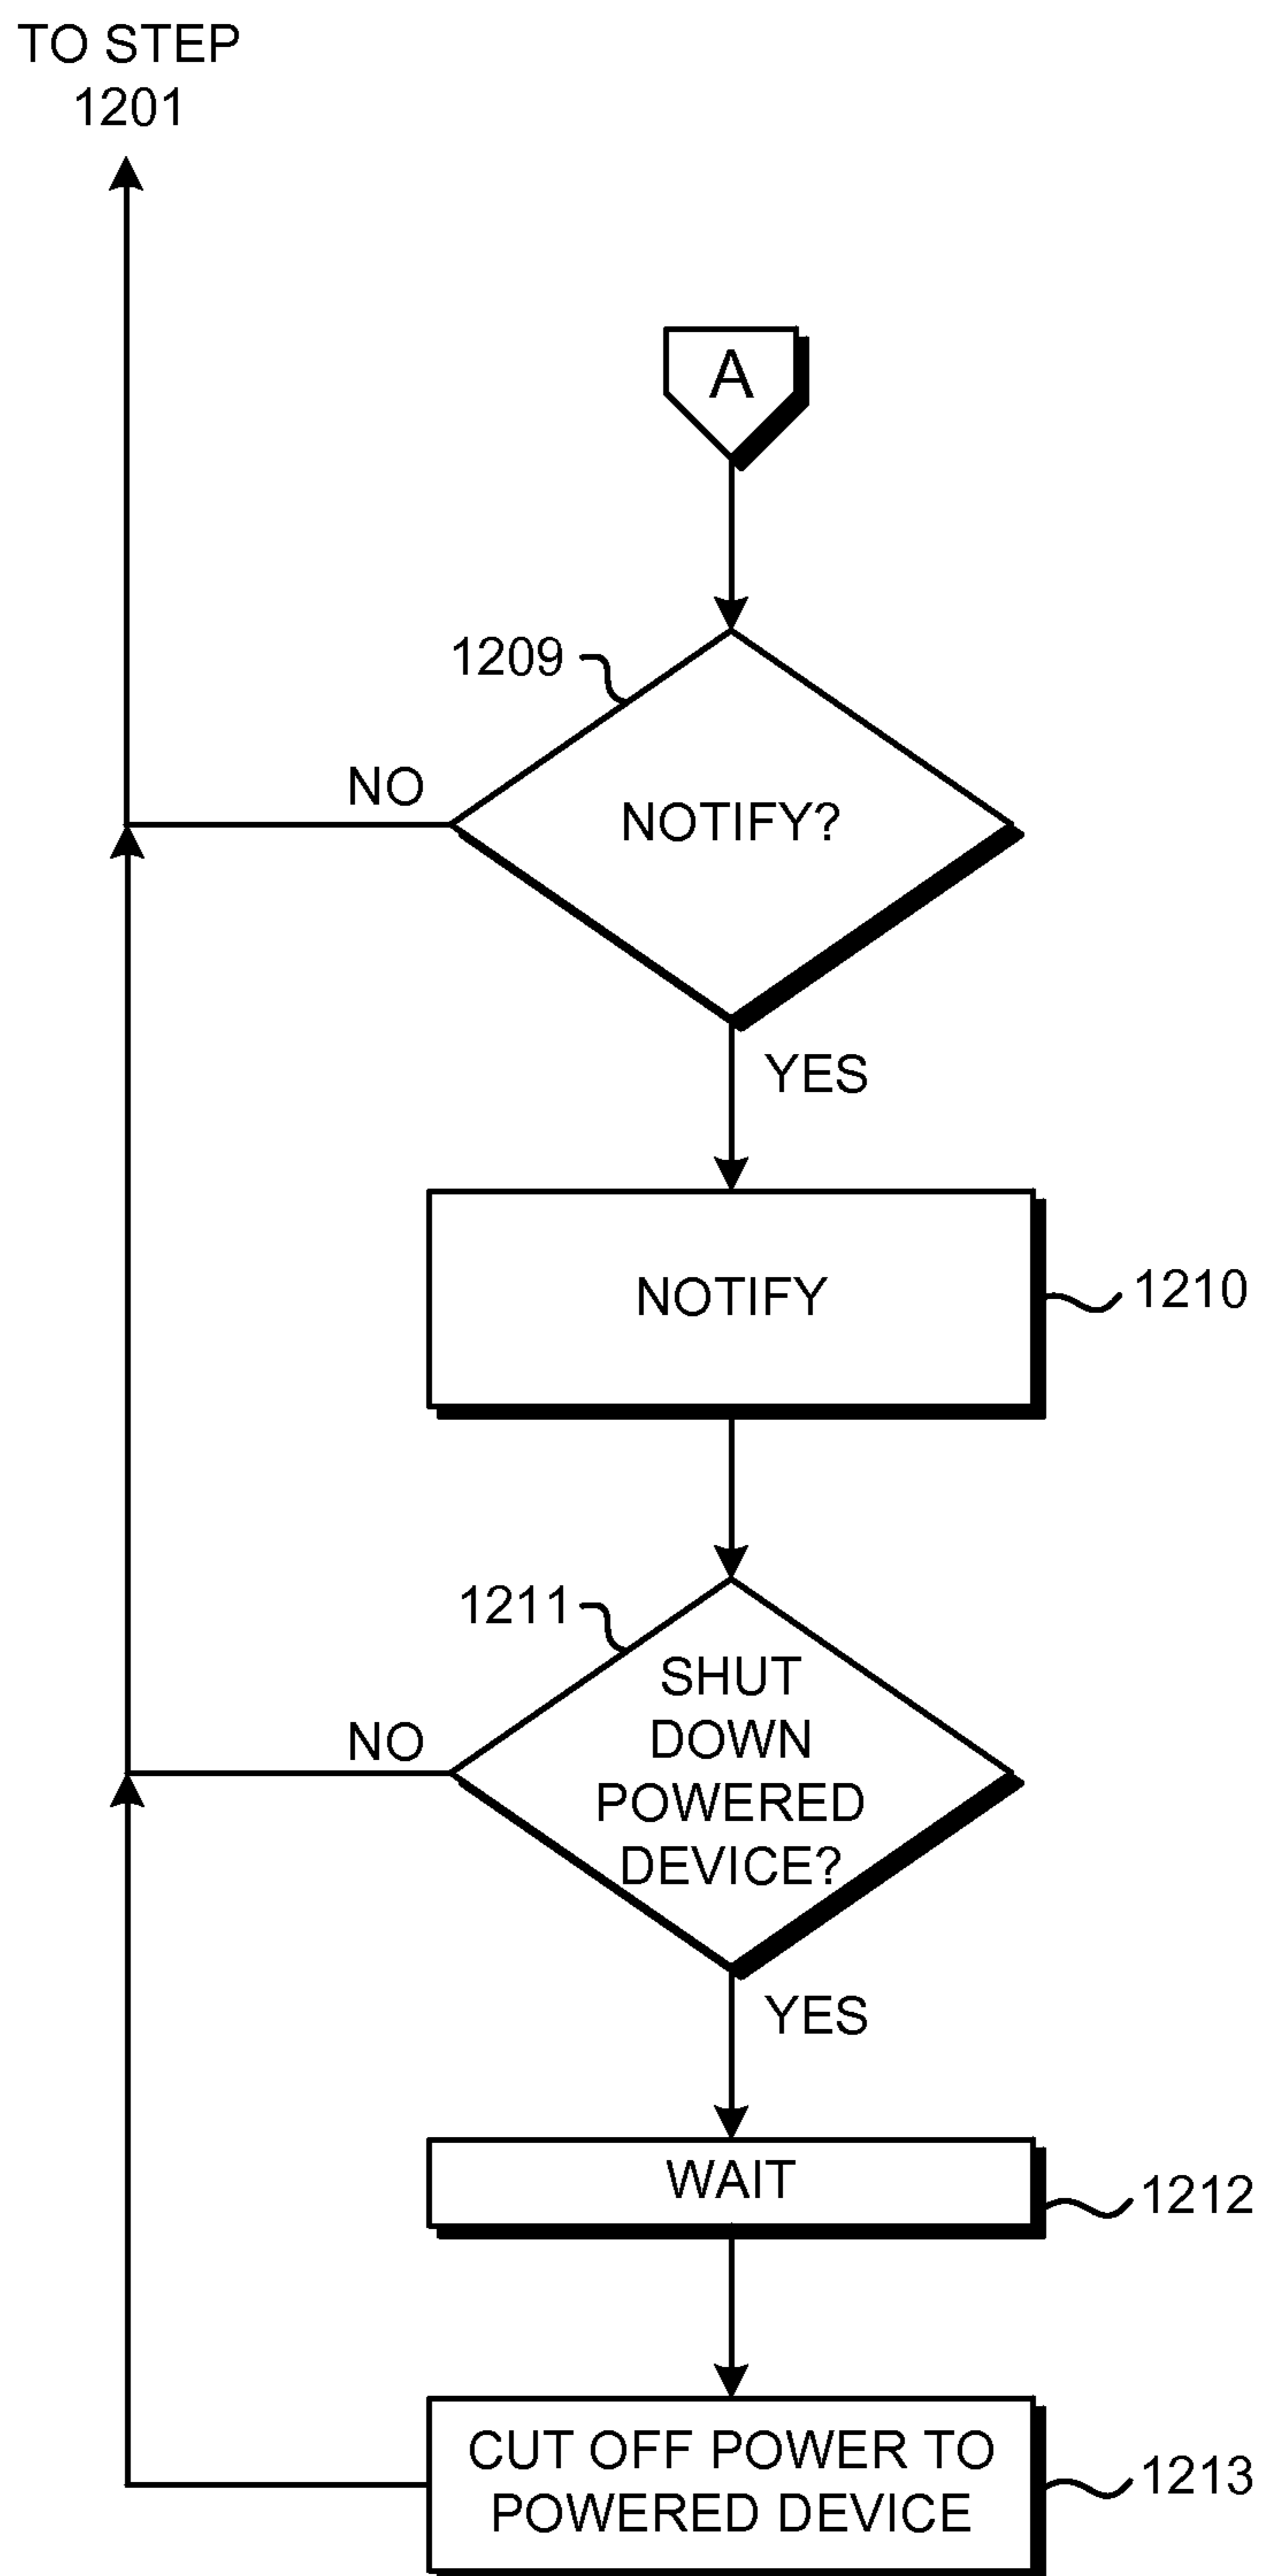 TO STEP
1201
A
1209
NO
NOTIFY?
YES
NOTIFY
1210
1211
SHUT
DOWN
POWERED
DEVICE?
NO
YES
WAIT
1212
CUT OFF POWER TO
POWERED DEVICE
1213